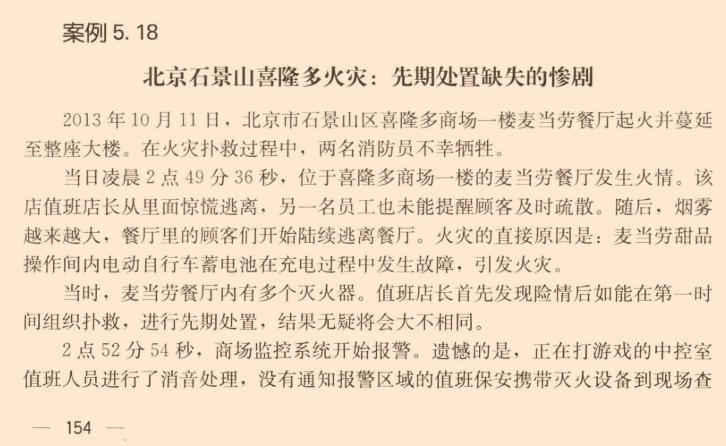 案例 5. 18
北京石景山喜隆多火灾：先期处置缺失的惨剧
2013 年 10 月 11 日，北京市石景山区喜隆多商场一楼麦当劳餐厅起火并蔓延
至整座大楼。在火灾扑救过程中，两名消防员不幸牺牲。
当日凌晨 2 点 49 分 36 秒，位于喜隆多商场一楼的麦当劳餐厅发生火情。该
店值班店长从里面惊慌逃离，另一名员工也未能提醒顾客及时疏散。随后，烟雾
越来越大，餐厅里的顾客们开始陆续逃离餐厅。火灾的直接原因是：麦当劳甜品
操作间内电动自行车蓄电池在充电过程中发生故障，引发火灾。
当时，麦当劳餐厅内有多个灭火器。值班店长首先发现险情后如能在第一时
间组织扑救，进行先期处置，结果无疑将会大不相同。
2 点 52 分 54 秒，商场监控系统开始报警。遗憾的是，正在打游戏的中控室
值班人员进行了消音处理，没有通知报警区域的值班保安携带灭火设备到现场查
— 154 —